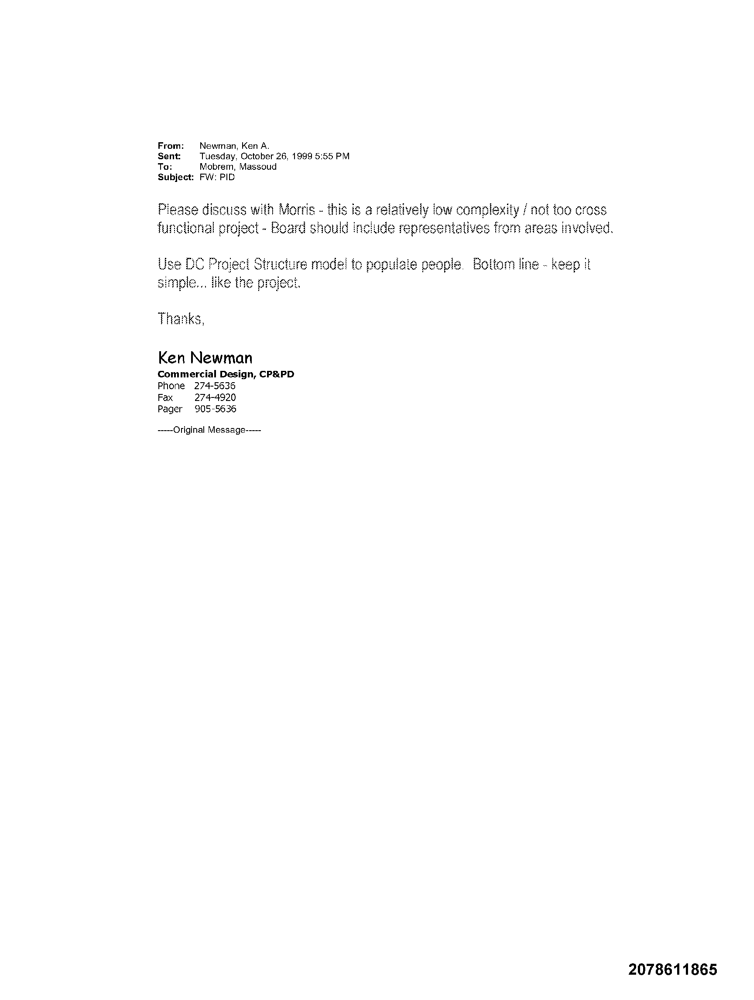 From: Newman, Ken A.
Sent: Tuesday, October 26, 1999 5:55 PM
To: Mobrem, Massoud
Subject: FW: PID
Please discuss with Morris - this is a relatively low complexity / not too cross
functional project - Board should include representatives from areas involved.
Use DC Project Structure model to populate people. Bottom line - keep it
simple... like the project.
Thanks,
Ken Newman
Commercial Design, CP&PD
Phone 274-5636
Fax 274-4920
Pager 905-5636
-----Original Message-----
2078611865